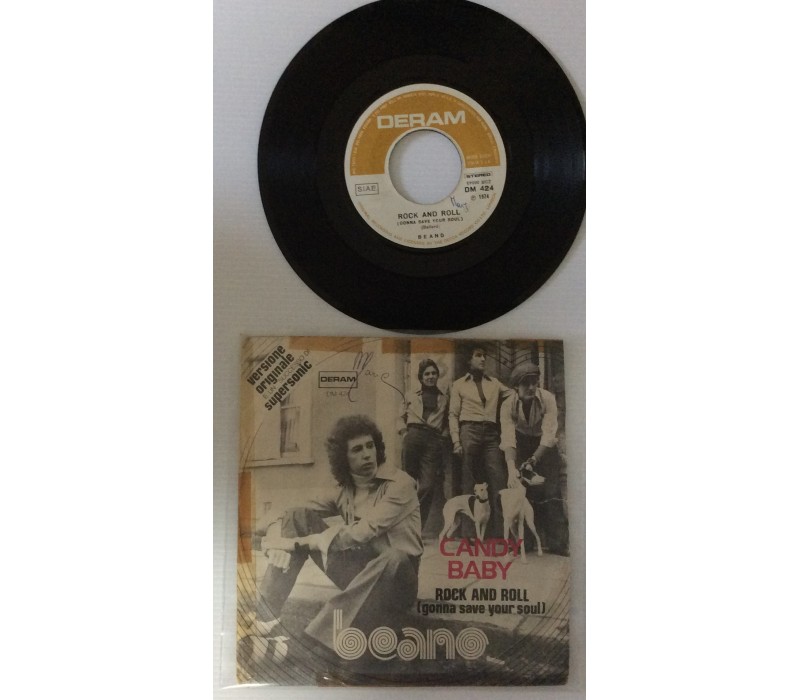 DERAM
STEREO
DM 424
℗ 1974
S.I.A.E.
ROCK AND ROLL
(GONNA SAVE YOUR SOUL)
BEANO
versione
originale
supersonic
DERAM
CANDY
BABY
ROCK AND ROLL
(gonna save your soul)
beano